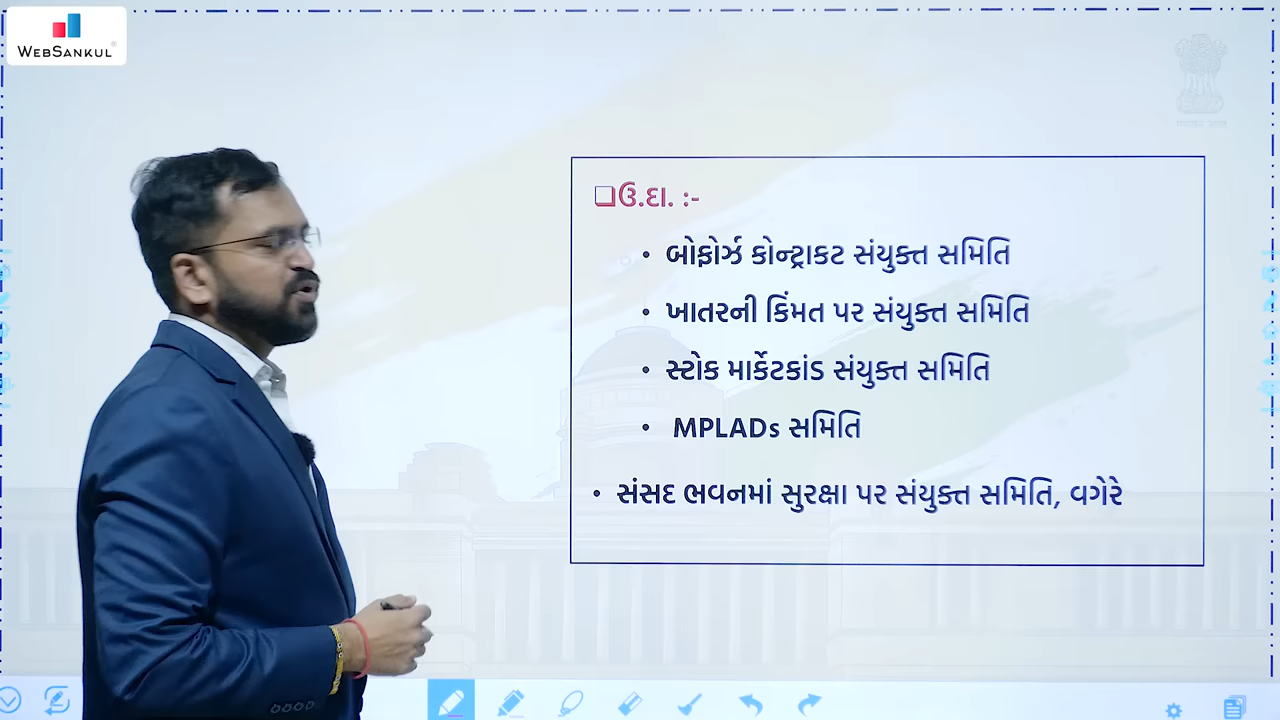 WEBSANKUL
❑ઉ.દા. :-
• બોફોર્ઝ કોન્ટ્રાકટ સંયુક્ત સમિતિ
• ખાતરની કિંમત પર સંયુક્ત સમિતિ
• સ્ટોક માર્કેટકાંડ સંયુક્ત સમિતિ
• MPLADs સમિતિ
• સંસદ ભવનમાં સુરક્ષા પર સંયુક્ત સમિતિ, વગેરે